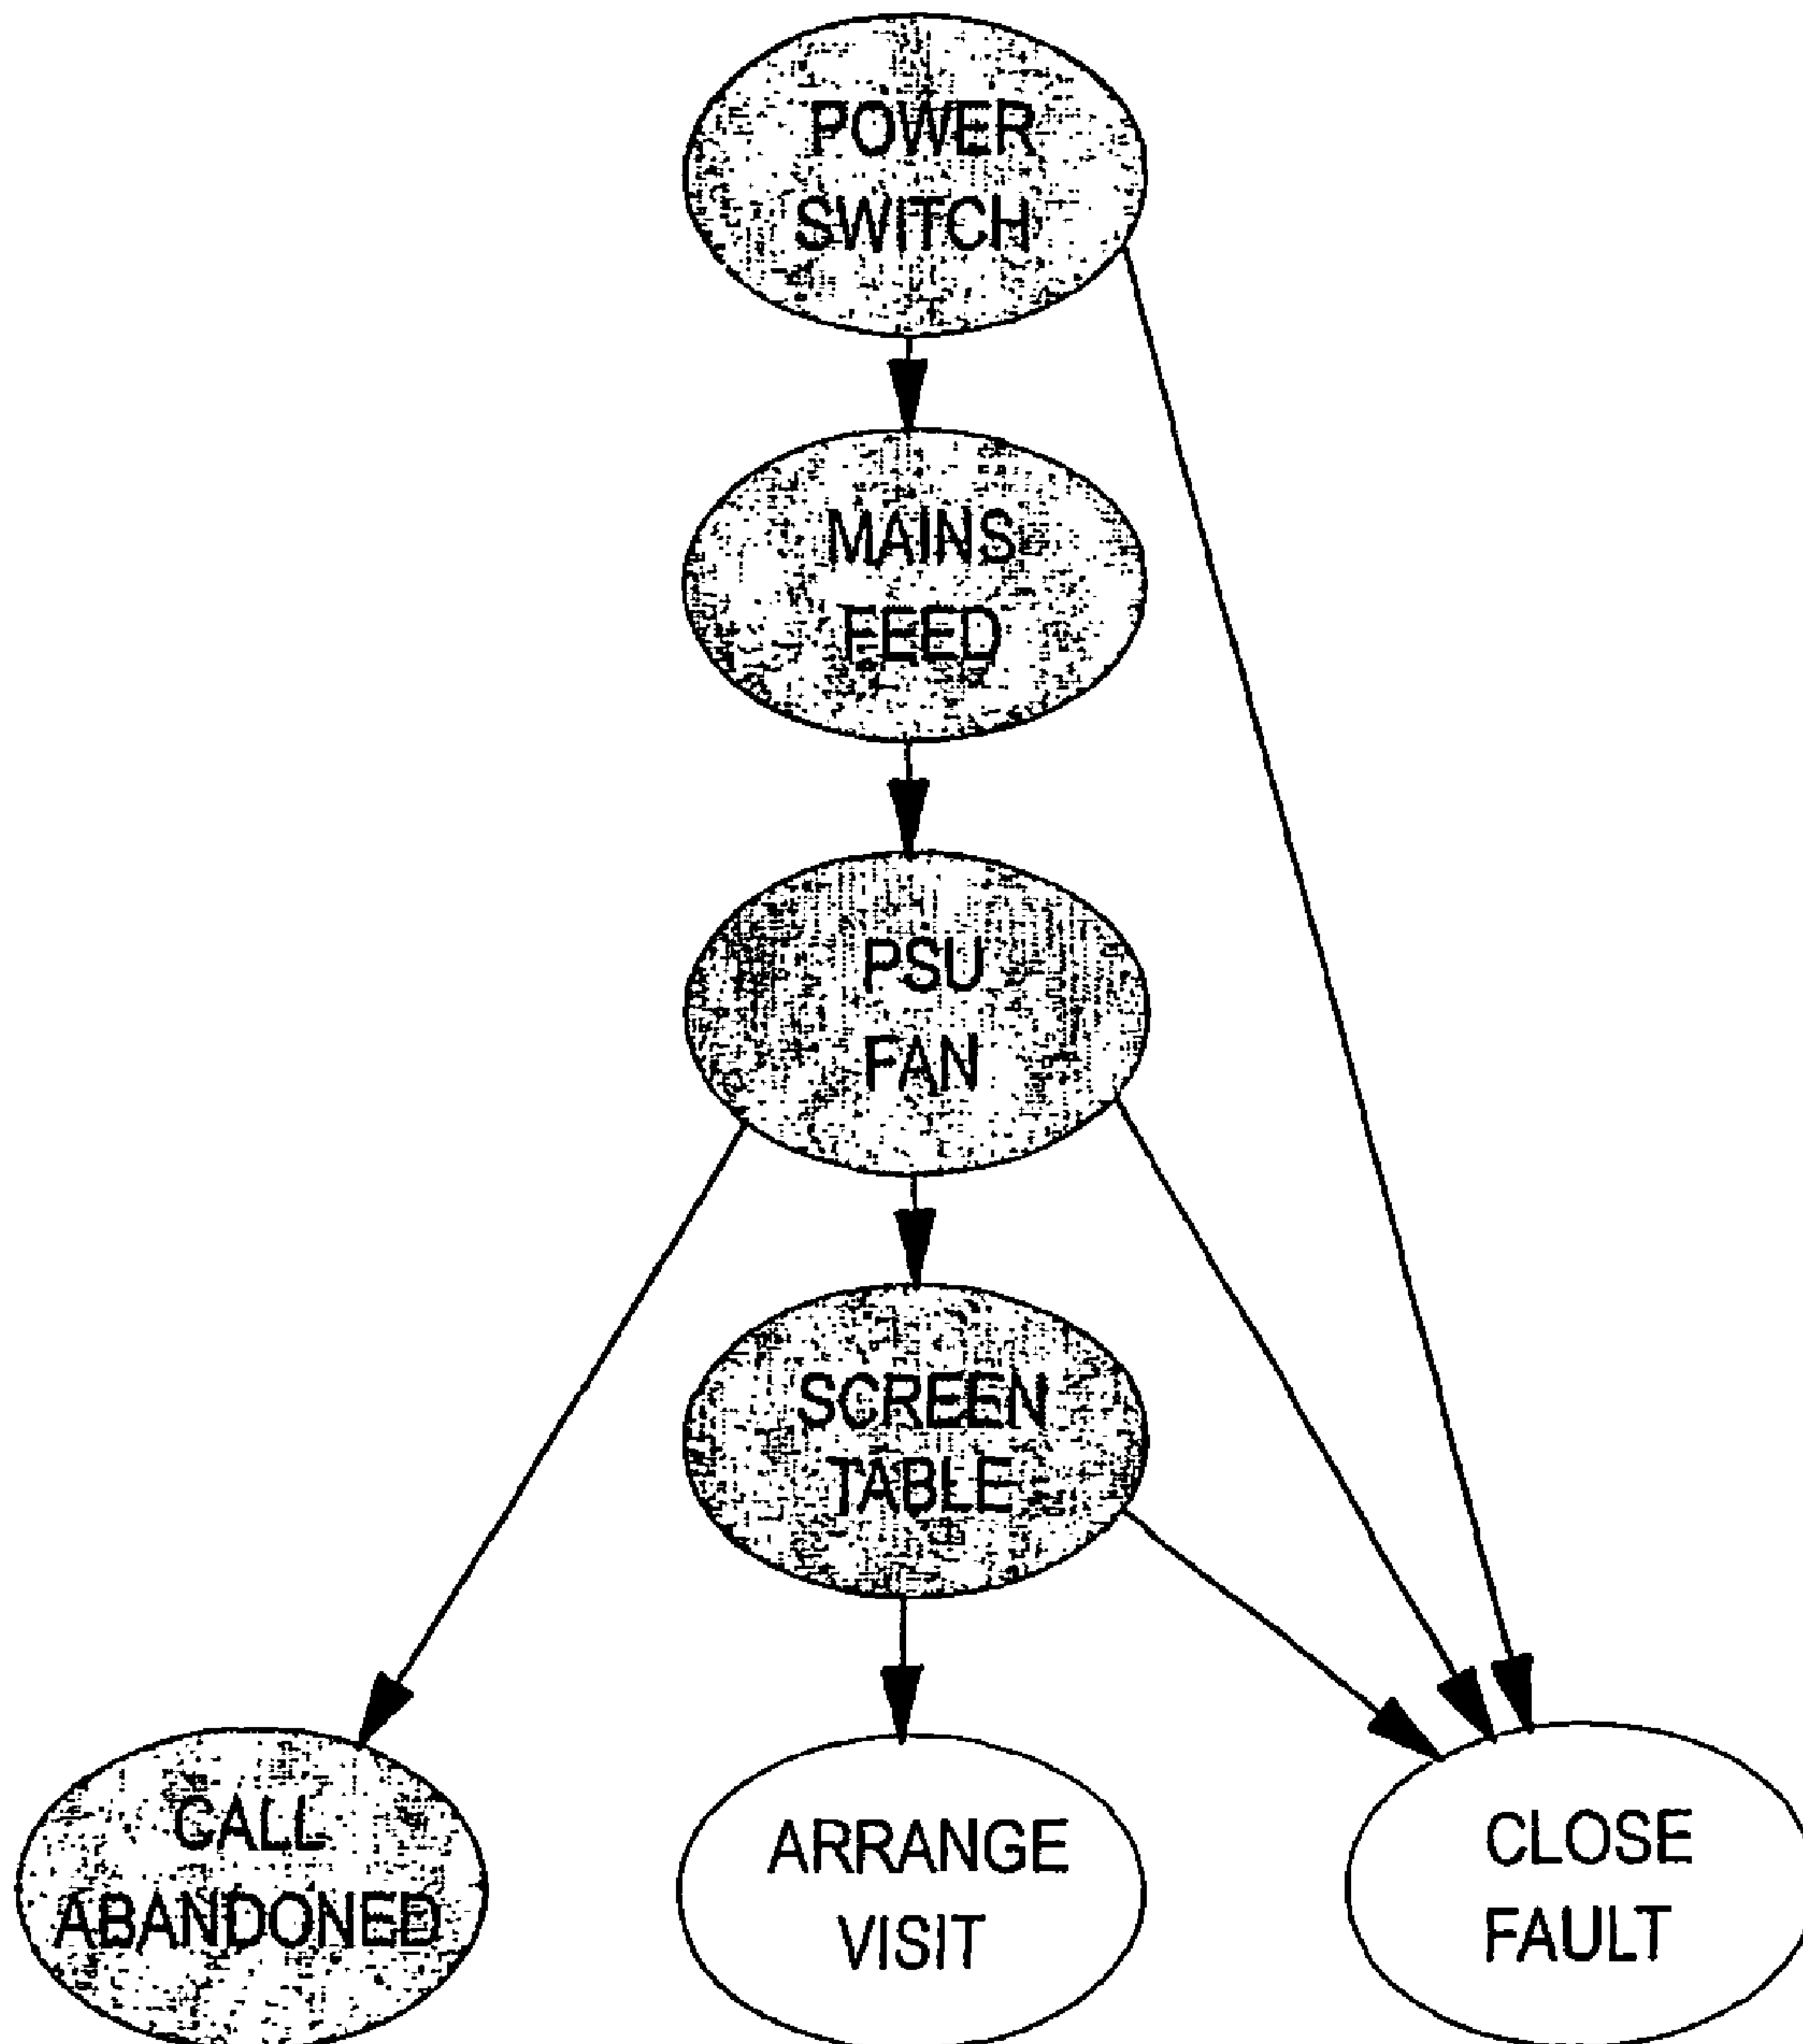 POWER
SWITCH
MAINS
FEED
PSU
FAN
SCREEN
TABLE
CALL
ABANDONED
ARRANGE
VISIT
CLOSE
FAULT